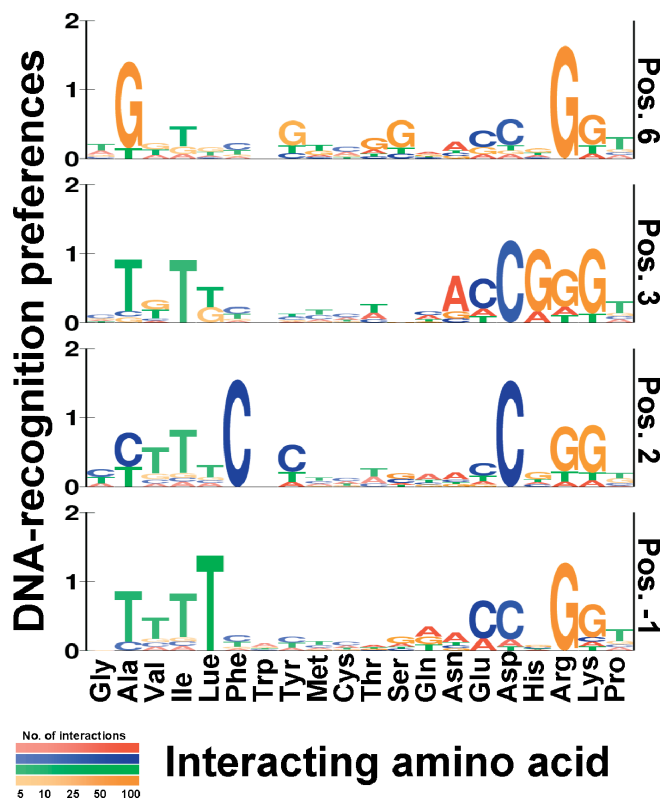 DNA-recognition preferences
2
1
0
G T G G C C G G
Pos. 6
2
1
0
T T T A C C G G G
Pos. 3
2
1
0
C T T C C C G G
Pos. 2
2
1
0
T T T T C C G G
Pos. -1
Gly Ala Val Ile Lue Phe Trp Tyr Met Cys Thr Ser Gln Asn Glu Asp His Arg Lys Pro
No. of interactions
5 10 25 50 100
Interacting amino acid